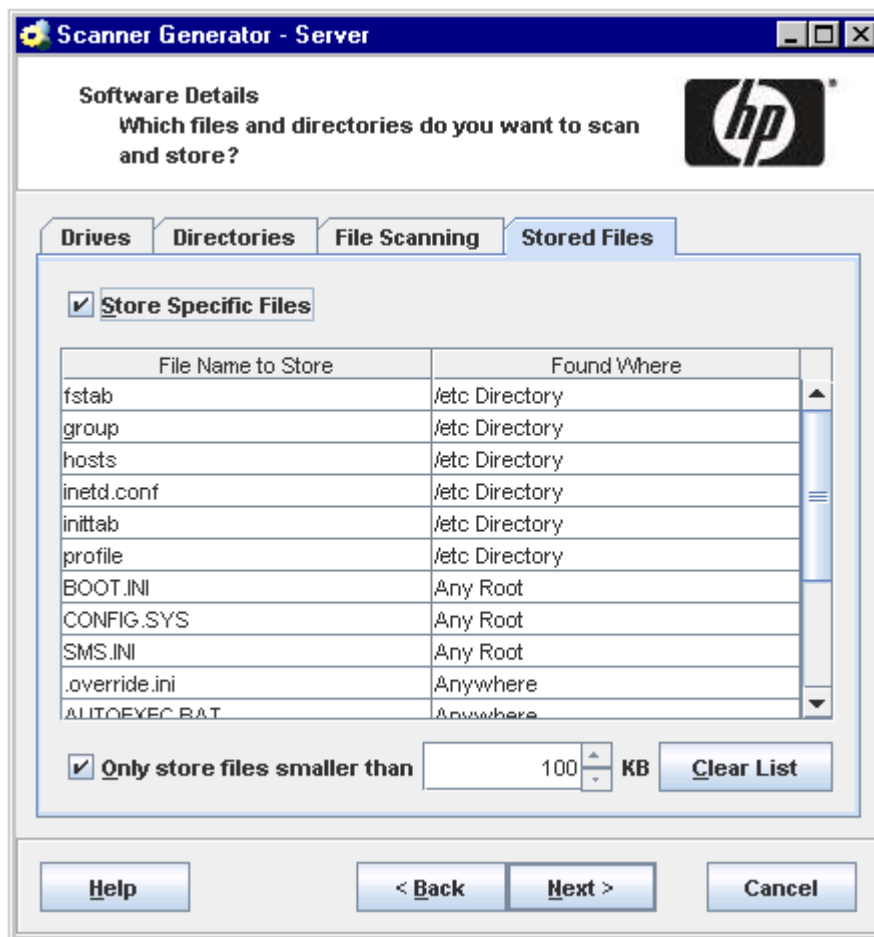 Scanner Generator - Server
Software Details
Which files and directories do you want to scan
and store?
hp
Drives Directories File Scanning Stored Files
Store Specific Files
File Name to Store Found Where
fstab /etc Directory
group /etc Directory
hosts /etc Directory
inetd.conf /etc Directory
inittab /etc Directory
profile /etc Directory
BOOT.INI Any Root
CONFIG.SYS Any Root
SMS.INI Any Root
.override.ini Anywhere
AUTOEXEC.BAT Anywhere
Only store files smaller than 100 KB Clear List
Help < Back Next > Cancel